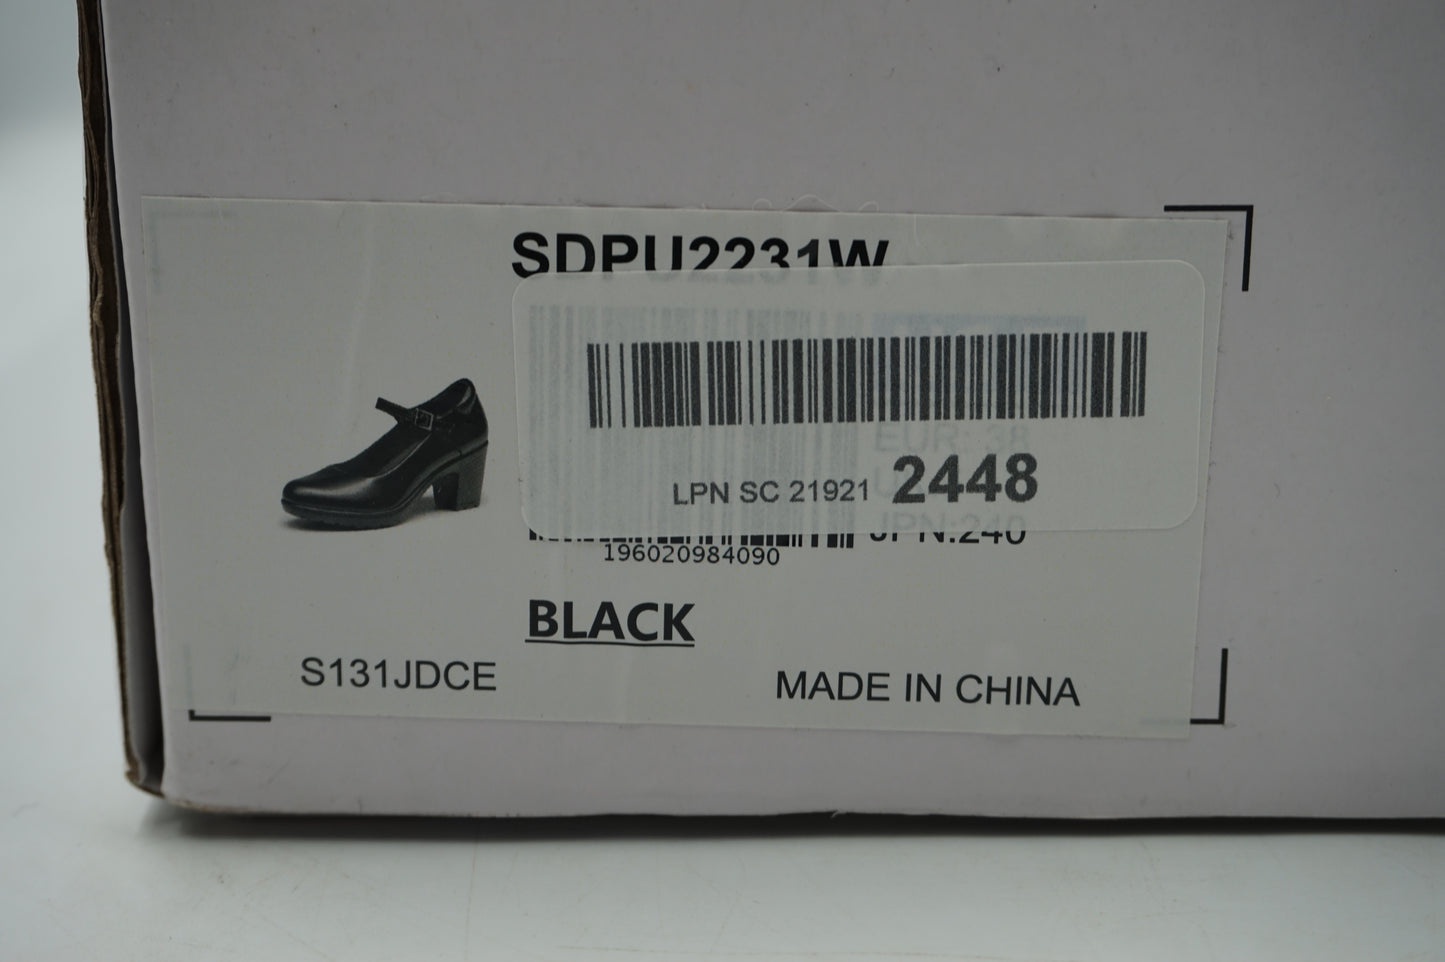 SDPU2231W
EUR: 38
LPN SC 21921 2448
JPN:240
196020984090
BLACK
S131JDCE
MADE IN CHINA